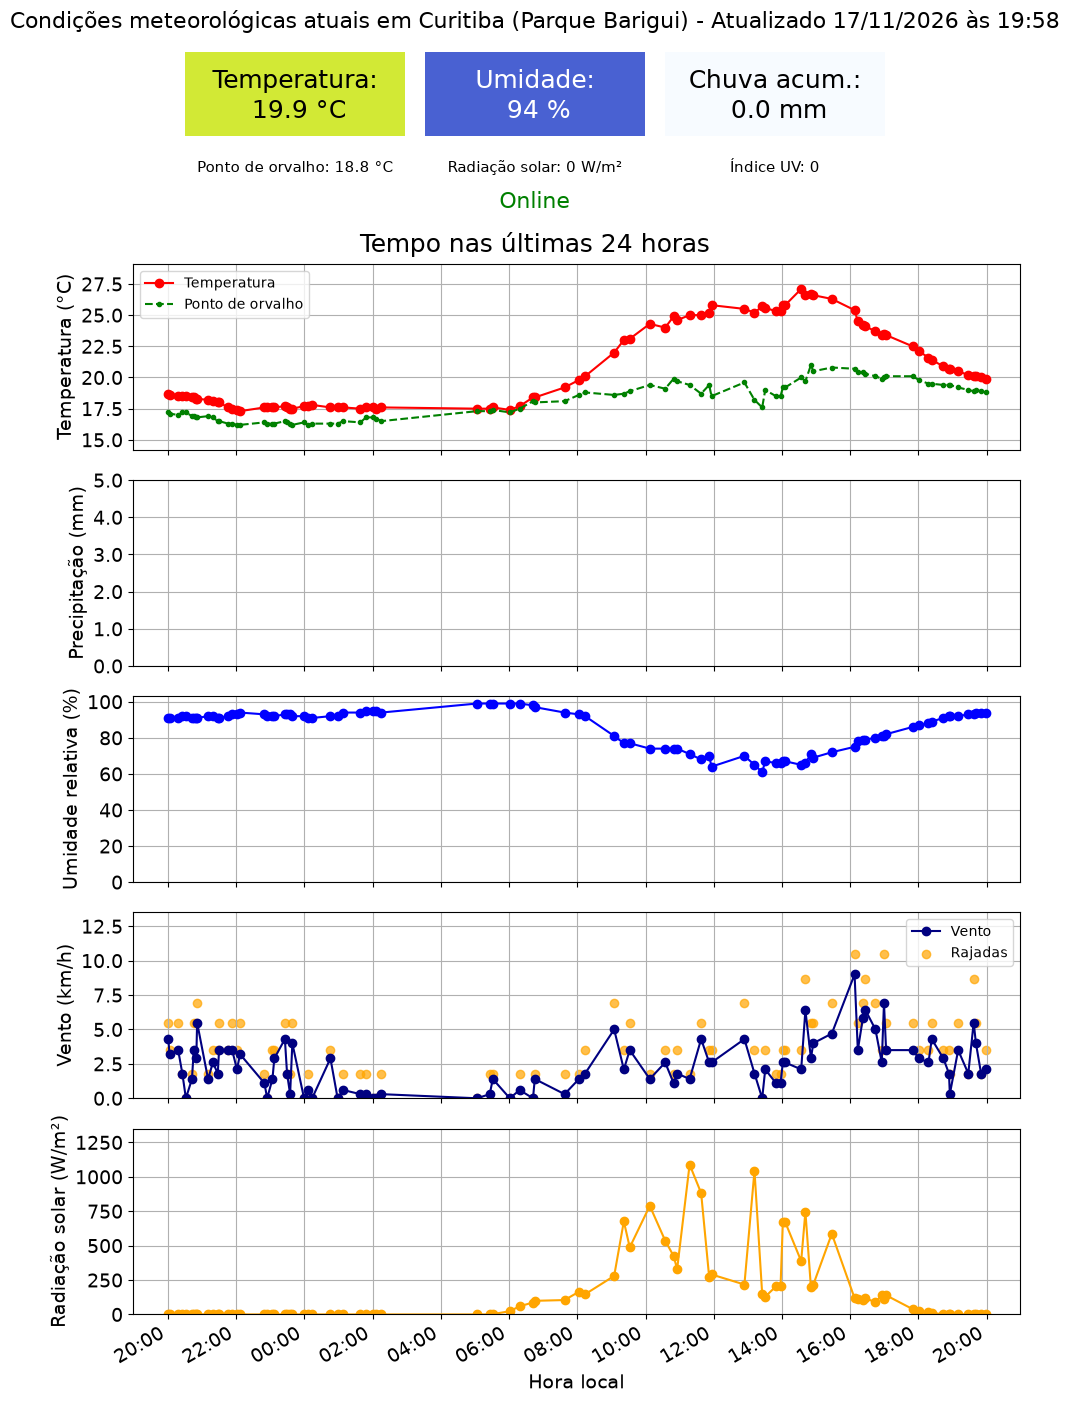 Condições meteorológicas atuais em Curitiba (Parque Barigui) - Atualizado 17/11/2026 às 19:58
Temperatura:
19.9 °C
Umidade:
94 %
Chuva acum.:
0.0 mm
Ponto de orvalho: 18.8 °C
Radiação solar: 0 W/m²
Índice UV: 0
Online
Tempo nas últimas 24 horas
Temperatura (°C)
27.5
25.0
22.5
20.0
17.5
15.0
Temperatura
Ponto de orvalho
Precipitação (mm)
5.0
4.0
3.0
2.0
1.0
0.0
Umidade relativa (%)
100
80
60
40
20
0
Vento (km/h)
12.5
10.0
7.5
5.0
2.5
0.0
Vento
Rajadas
Radiação solar (W/m²)
1250
1000
750
500
250
0
20:00
22:00
00:00
02:00
04:00
06:00
08:00
10:00
12:00
14:00
16:00
18:00
20:00
Hora local